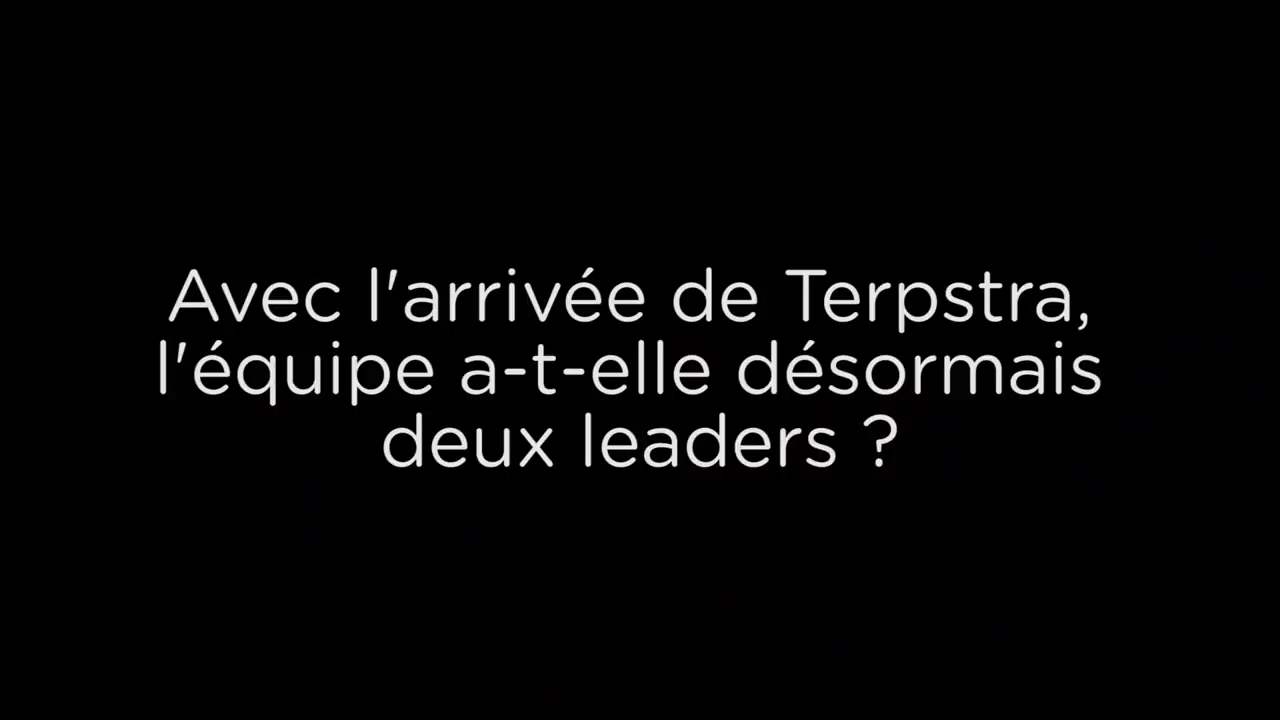 Avec l'arrivée de Terpstra,
l'équipe a-t-elle désormais
deux leaders ?